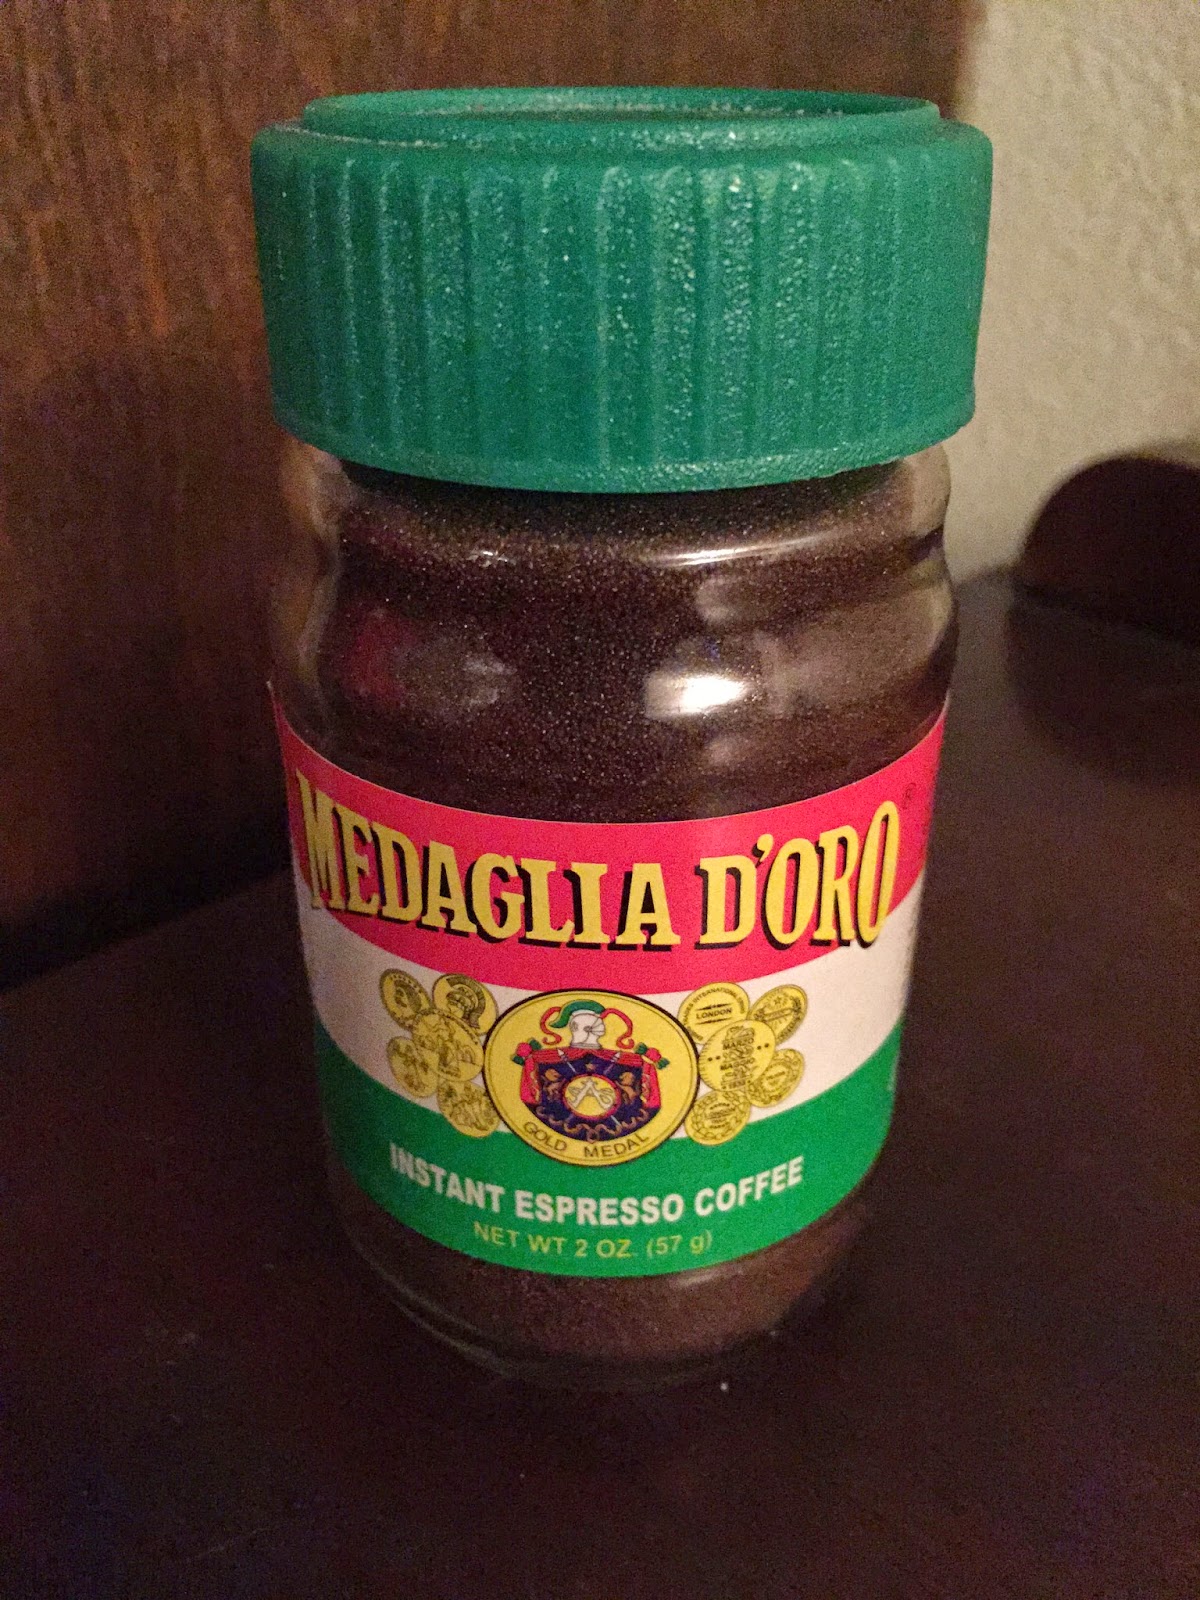 MEDAGLIA D'ORO®
LONDON
GOLD MEDAL
INSTANT ESPRESSO COFFEE
NET WT 2 OZ. (57 g)